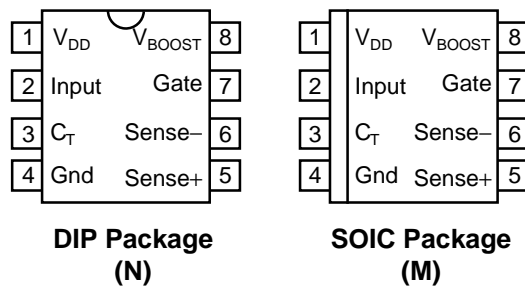 1 V_DD V_BOOST 8
2 Input Gate 7
3 C_T Sense− 6
4 Gnd Sense+ 5
DIP Package
(N)
1 V_DD V_BOOST 8
2 Input Gate 7
3 C_T Sense− 6
4 Gnd Sense+ 5
SOIC Package
(M)